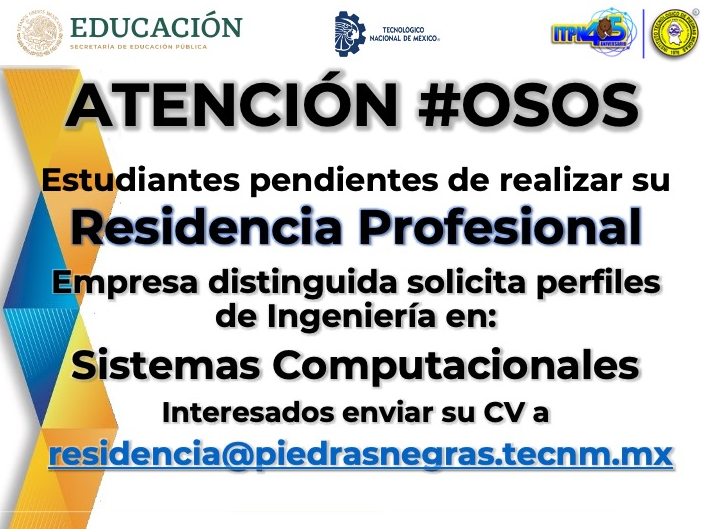 EDUCACIÓN
SECRETARÍA DE EDUCACIÓN PÚBLICA
TECNOLÓGICO
NACIONAL DE MÉXICO
ITPN 45
ANIVERSARIO
ATENCIÓN #OSOS
Estudiantes pendientes de realizar su
Residencia Profesional
Empresa distinguida solicita perfiles
de Ingeniería en:
Sistemas Computacionales
Interesados enviar su CV a
residencia@piedrasnegras.tecnm.mx